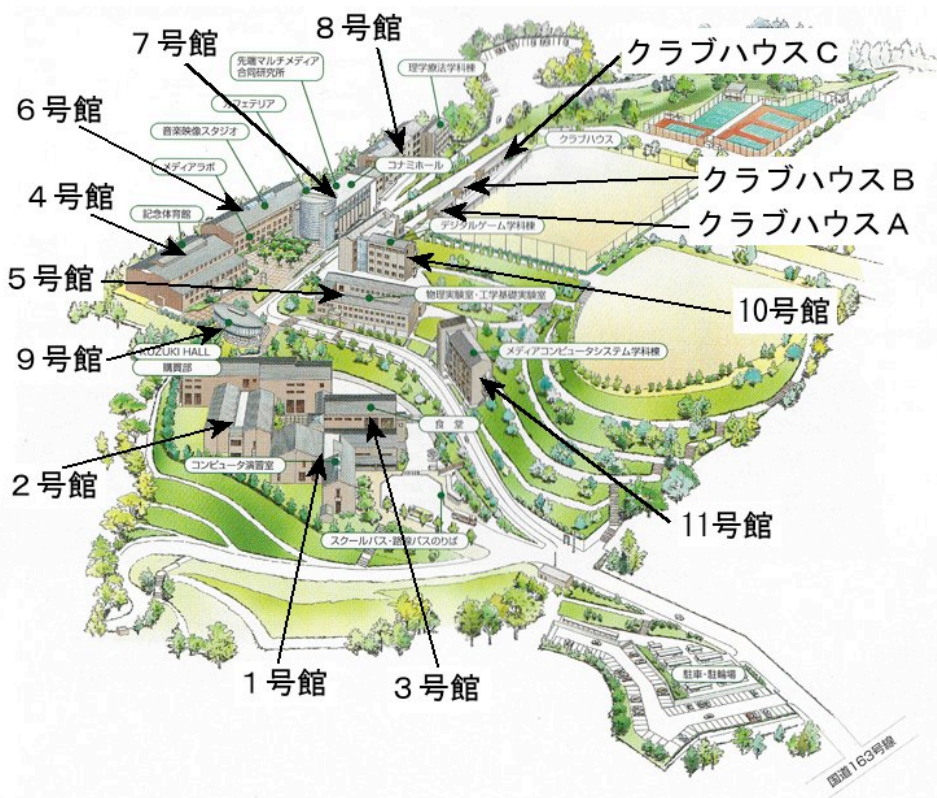 8号館
7号館
先端マルチメディア
合同研究所
理学療法学科棟
クラブハウスC
カフェテリア
6号館
音楽映像スタジオ
クラブハウス
コナミホール
メディアラボ
クラブハウスB
4号館
記念体育館
クラブハウスA
デジタルゲーム学科棟
5号館
物理実験室・工学基礎実験室
10号館
9号館
KOZUKI HALL
購買部
メディアコンピュータシステム学科棟
食堂
2号館
コンピュータ演習室
11号館
スクールバス・路線バスのりば
1号館
3号館
駐車・駐輪場
国道163号線